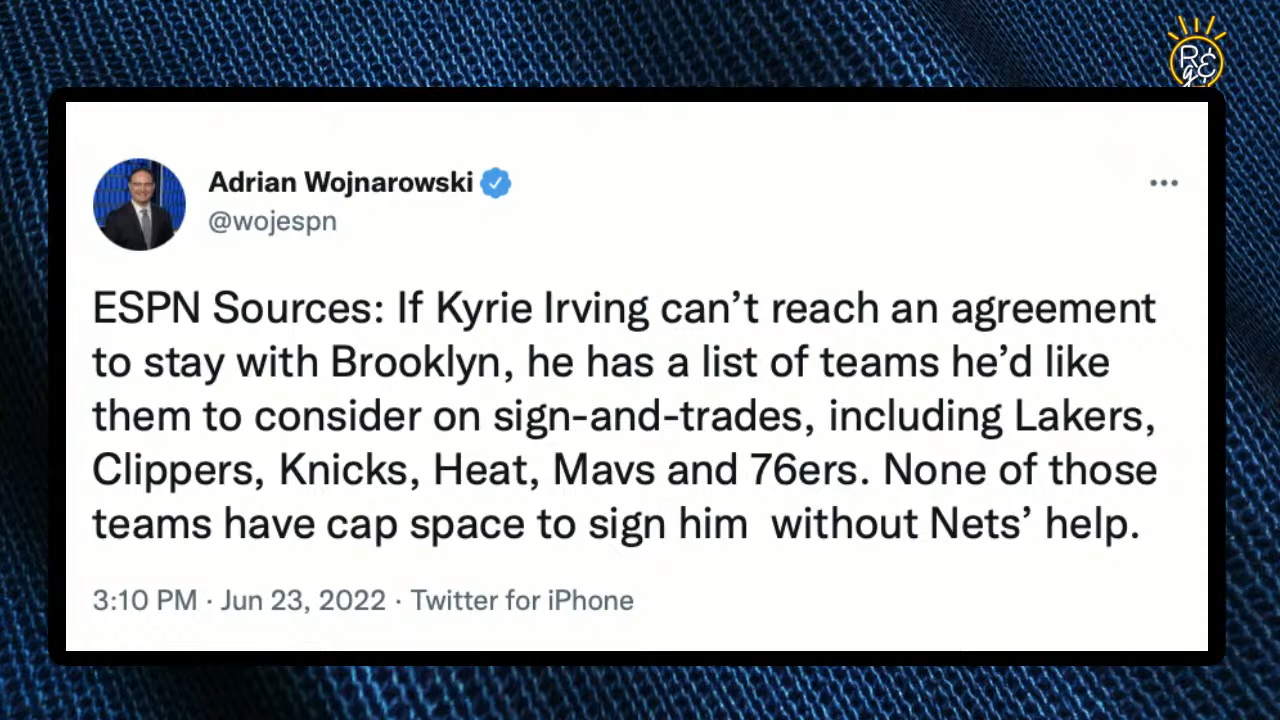 R&
g
Adrian Wojnarowski
@wojespn
ESPN Sources: If Kyrie Irving can’t reach an agreement
to stay with Brooklyn, he has a list of teams he’d like
them to consider on sign-and-trades, including Lakers,
Clippers, Knicks, Heat, Mavs and 76ers. None of those
teams have cap space to sign him  without Nets’ help.
3:10 PM · Jun 23, 2022 · Twitter for iPhone